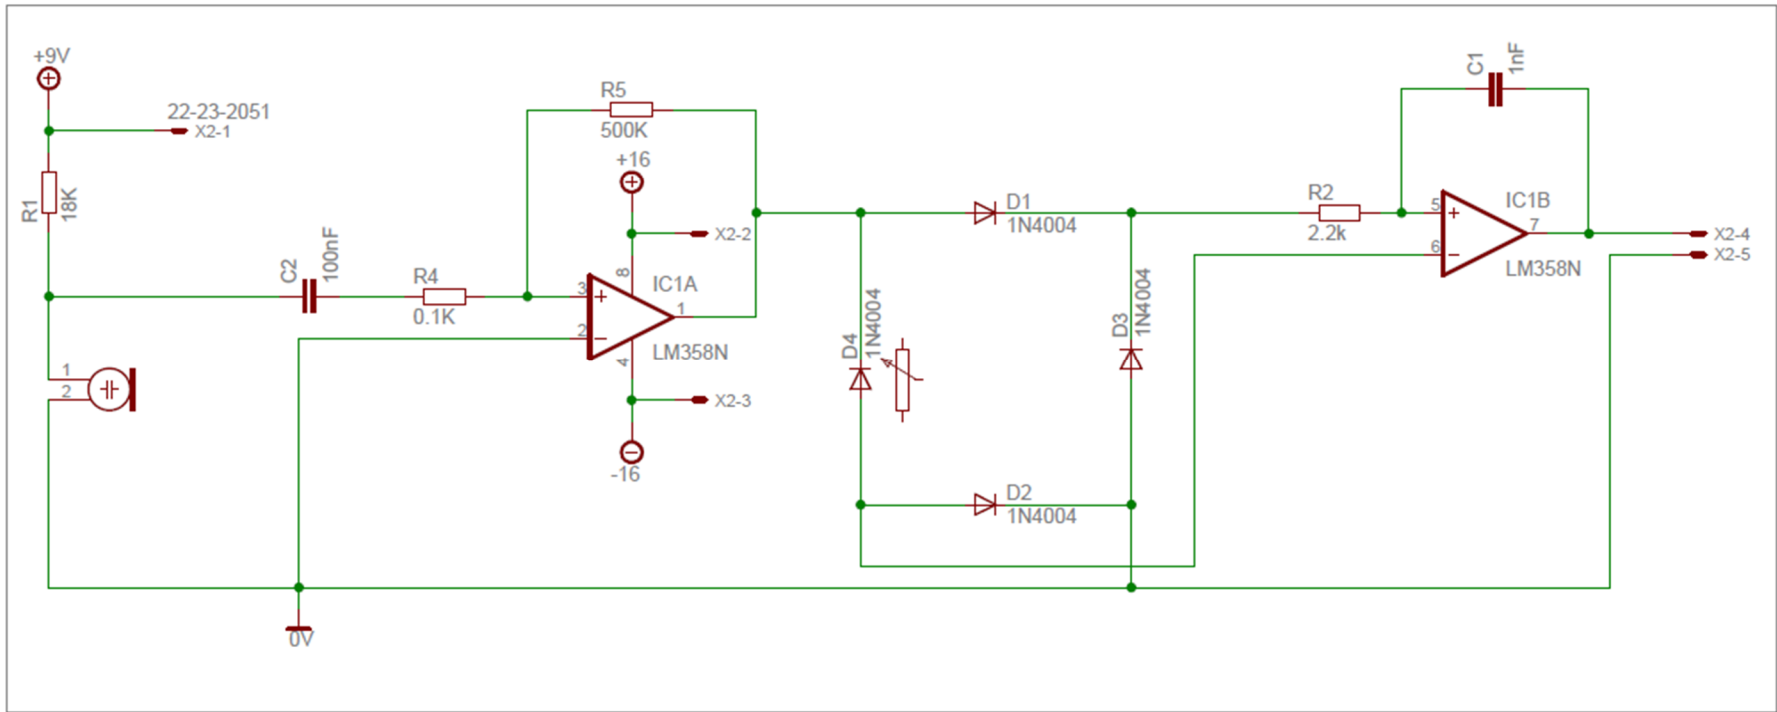 +9V
22-23-2051
X2-1
R1
18K
C2
100nF
R4
0.1K
R5
500K
+16
X2-2
8
3
2
1
4
IC1A
LM358N
X2-3
-16
1
2
0V
D1
1N4004
D4
1N4004
D3
1N4004
D2
1N4004
R2
2.2k
C1
1nF
5
6
7
IC1B
LM358N
X2-4
X2-5